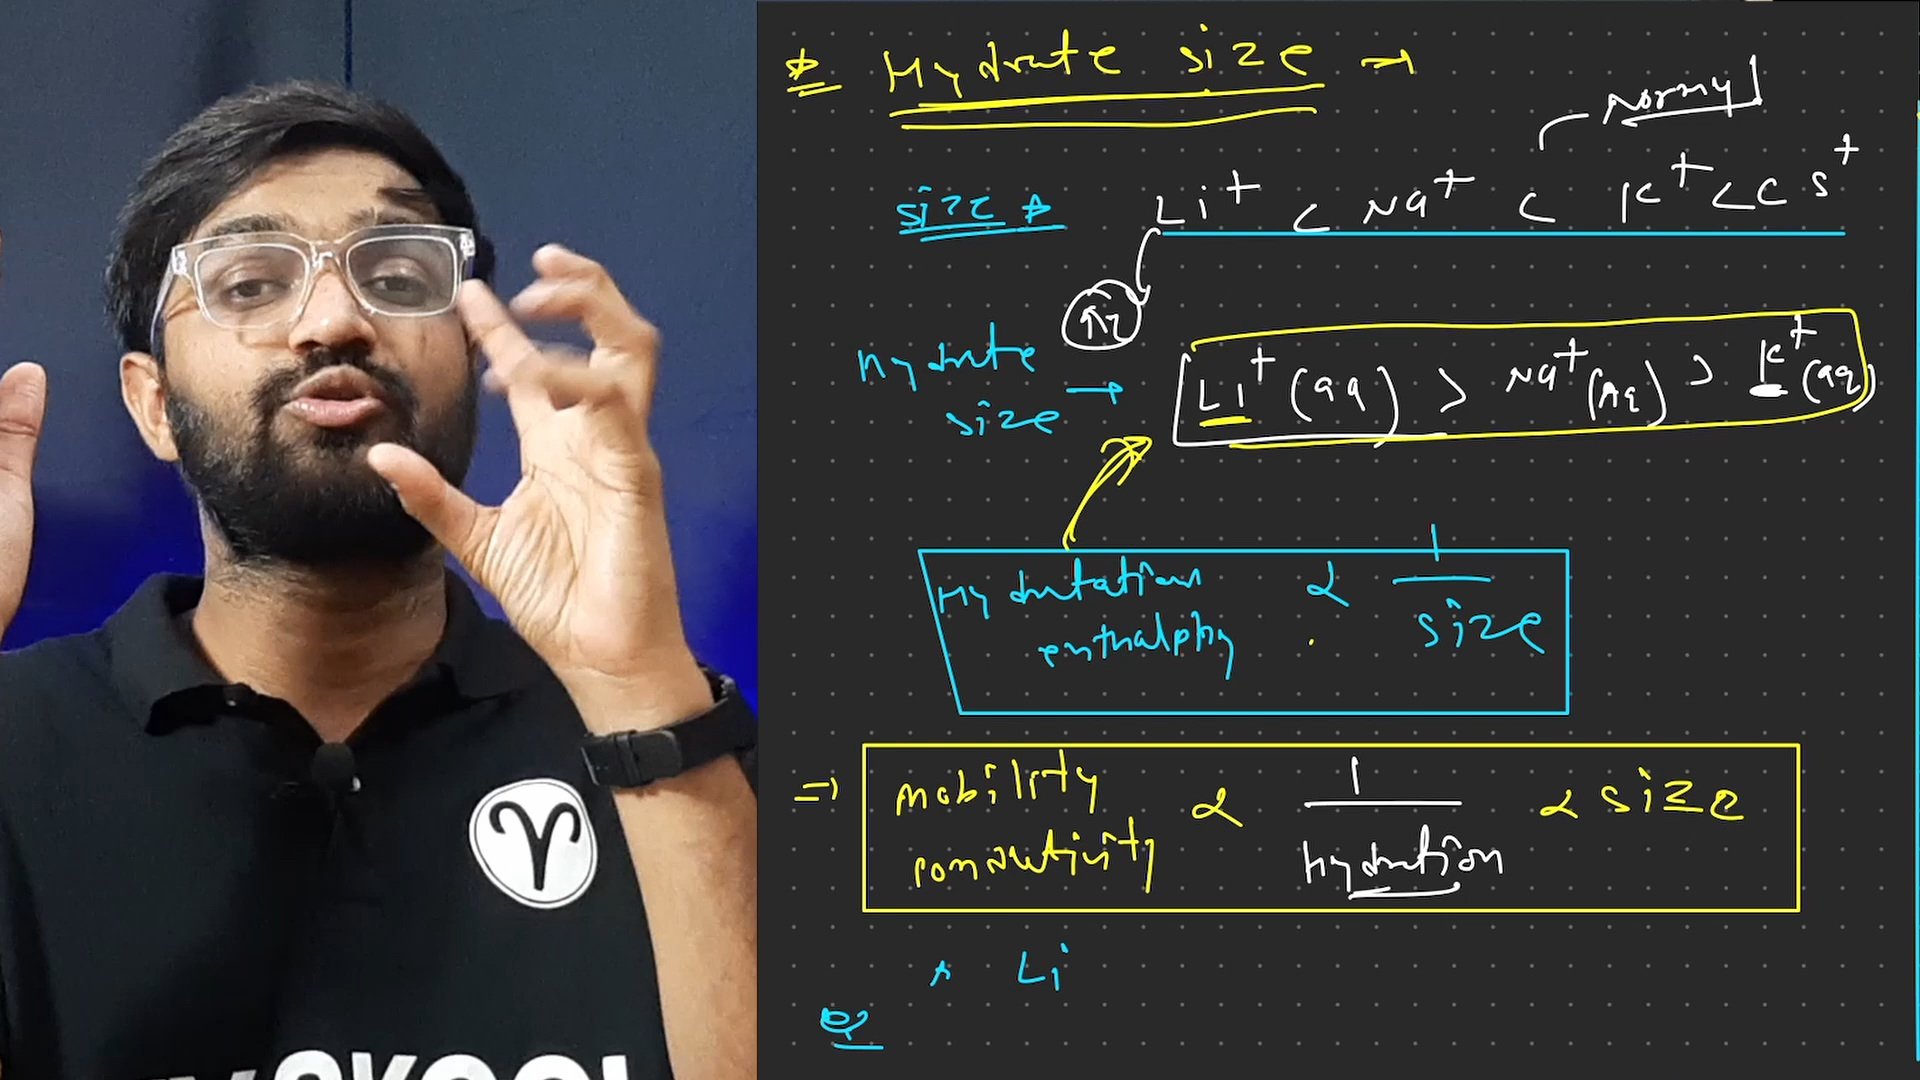 * Hydrate size →
Normal
size * Li+ < Na+ < K+ < Cs+
Hydrate size → Li+ (aq) > Na+ (Aq) > K+ (aq)
Hydration enthalpy α 1 / size
⇒ mobility conductivity α 1 / Hydration α size
* Li
Q